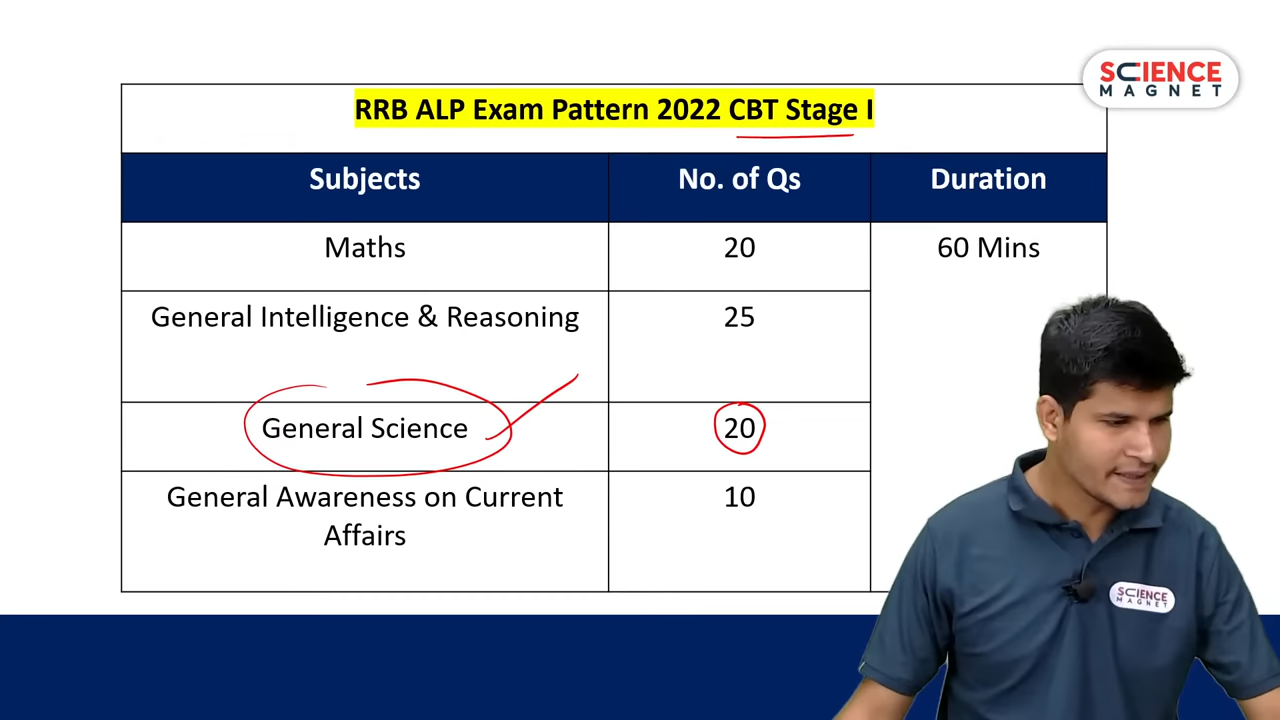 SCIENCE
MAGNET
RRB ALP Exam Pattern 2022 CBT Stage I
Subjects
No. of Qs
Duration
Maths
20
60 Mins
General Intelligence & Reasoning
25
General Science
20
General Awareness on Current
Affairs
10
SCIENCE
MAGNET